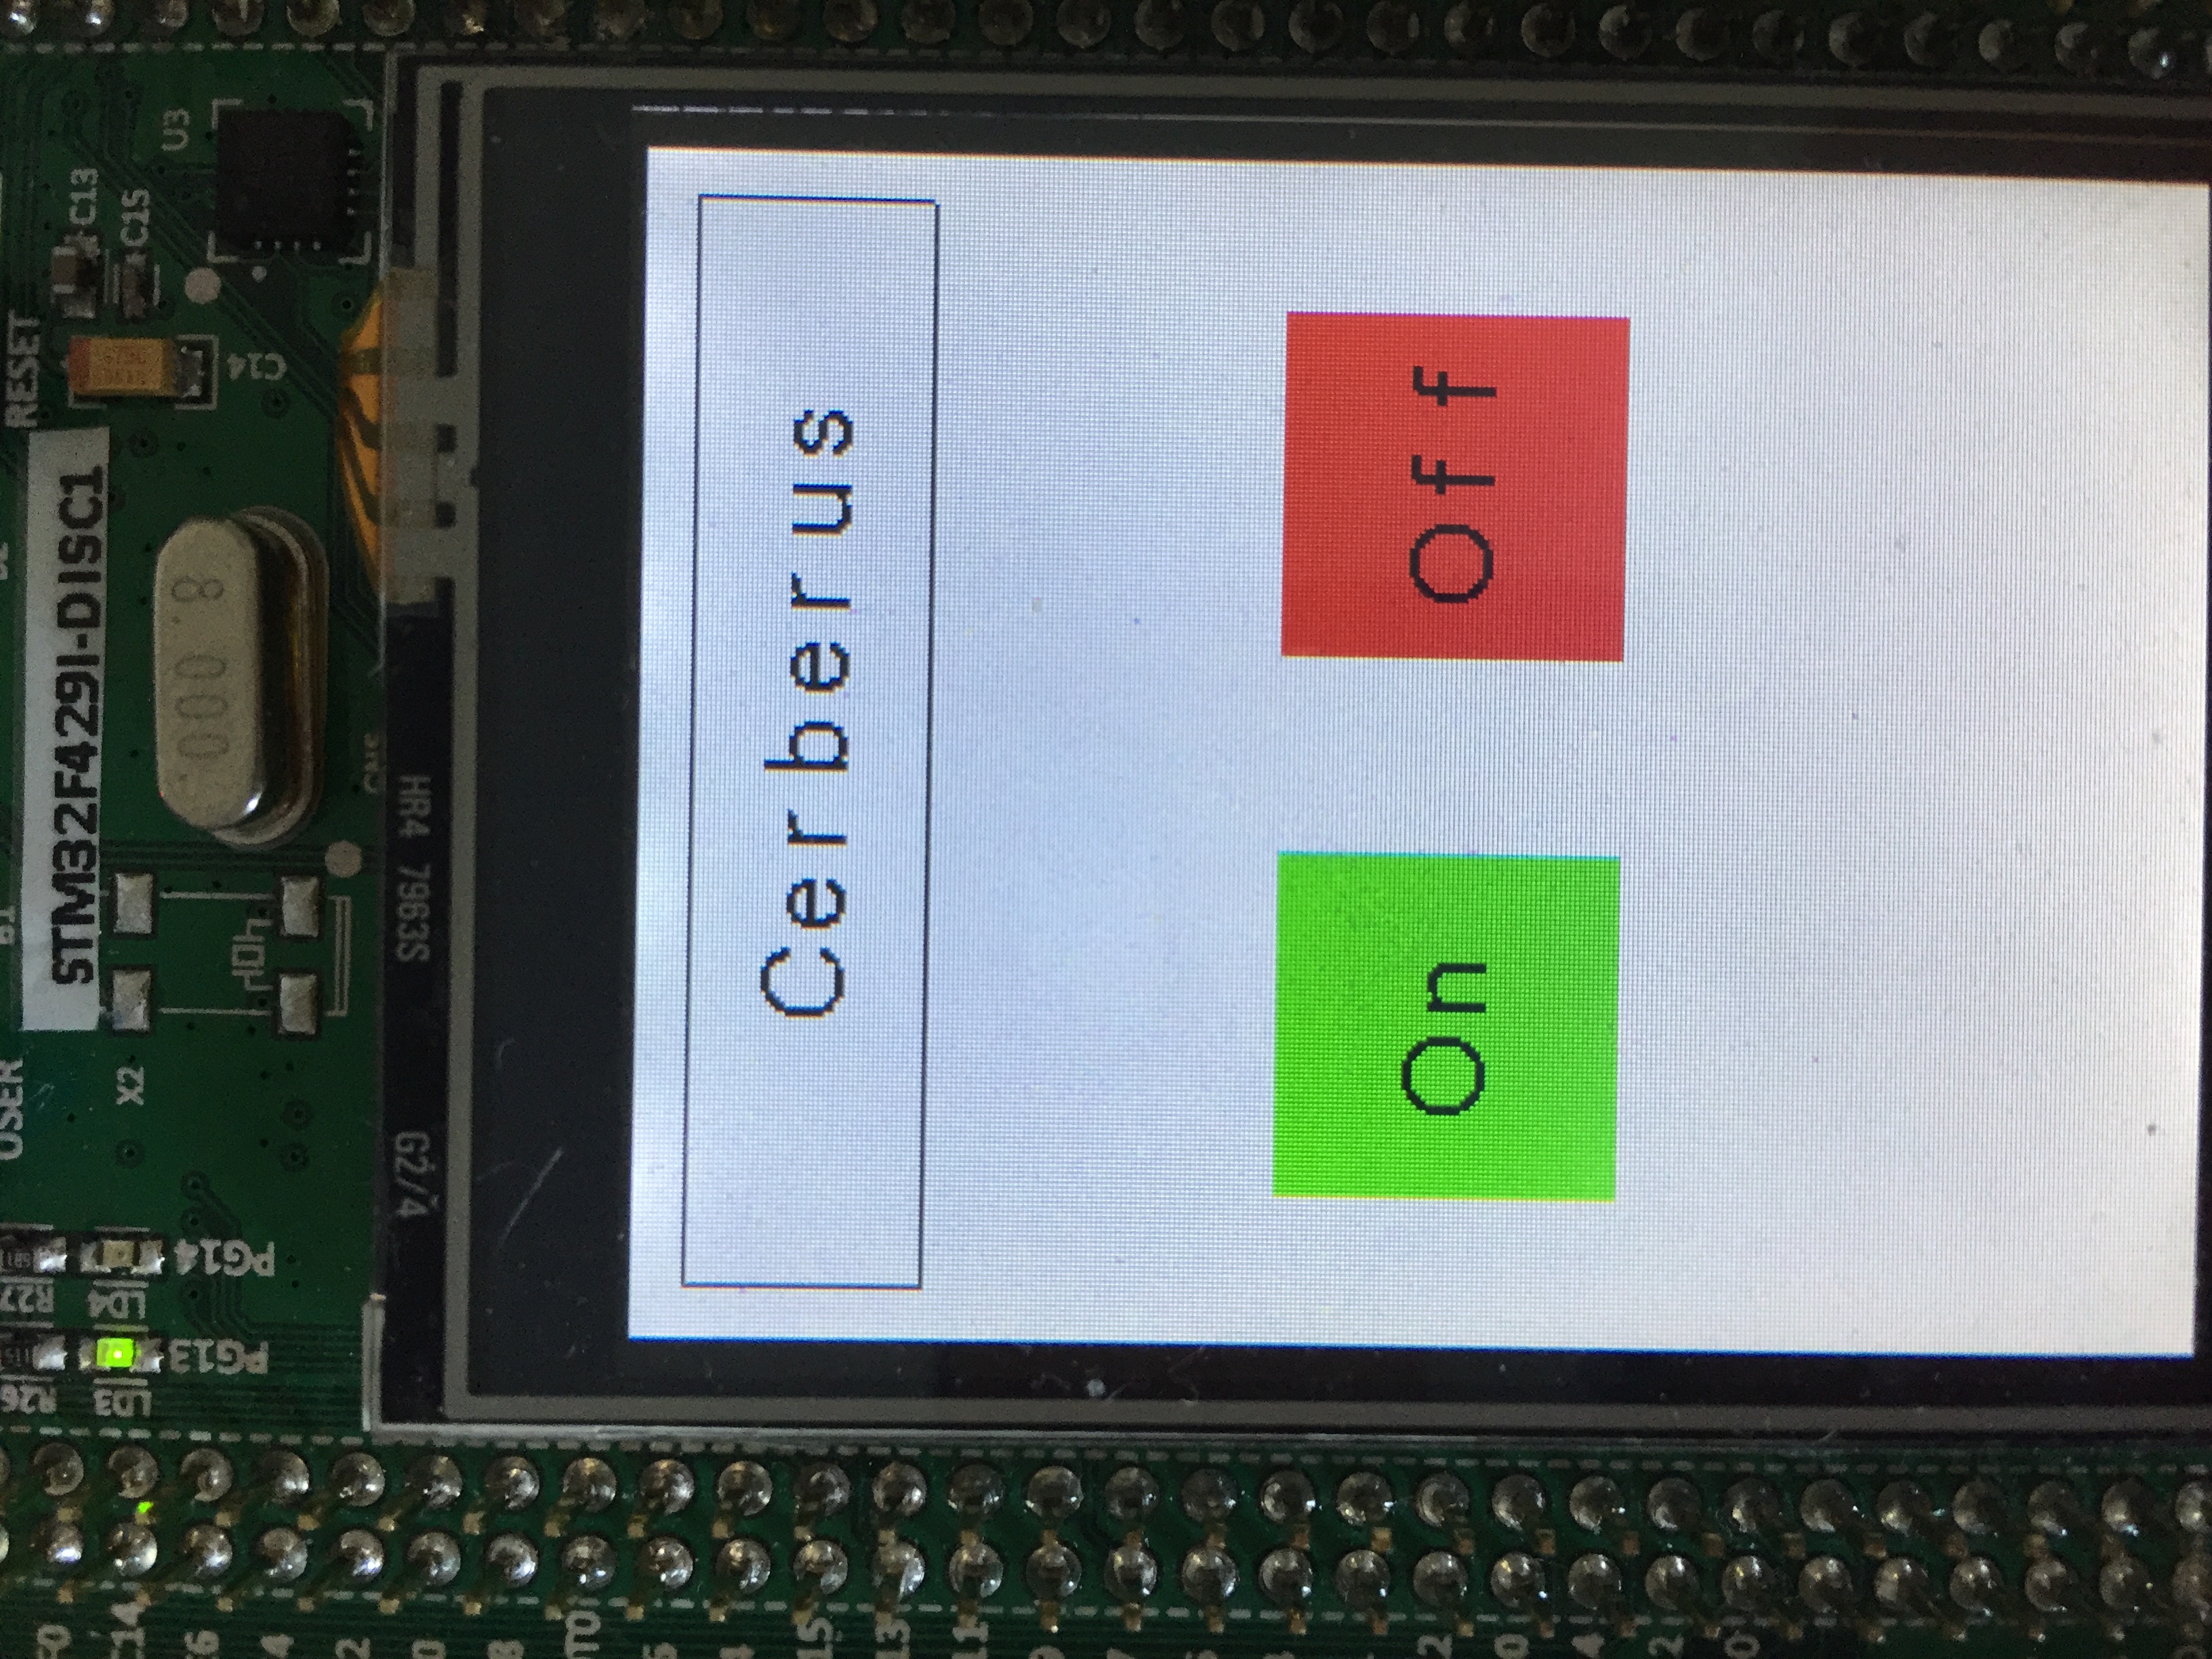 USER B1 RESET
R26 R27
STM32F429I-DISC1
LD3 LD4
X2
C13
C15
U3
PG13 PG14
8.000
C14
G2/4 7963S HR4
Cerberus
On Off